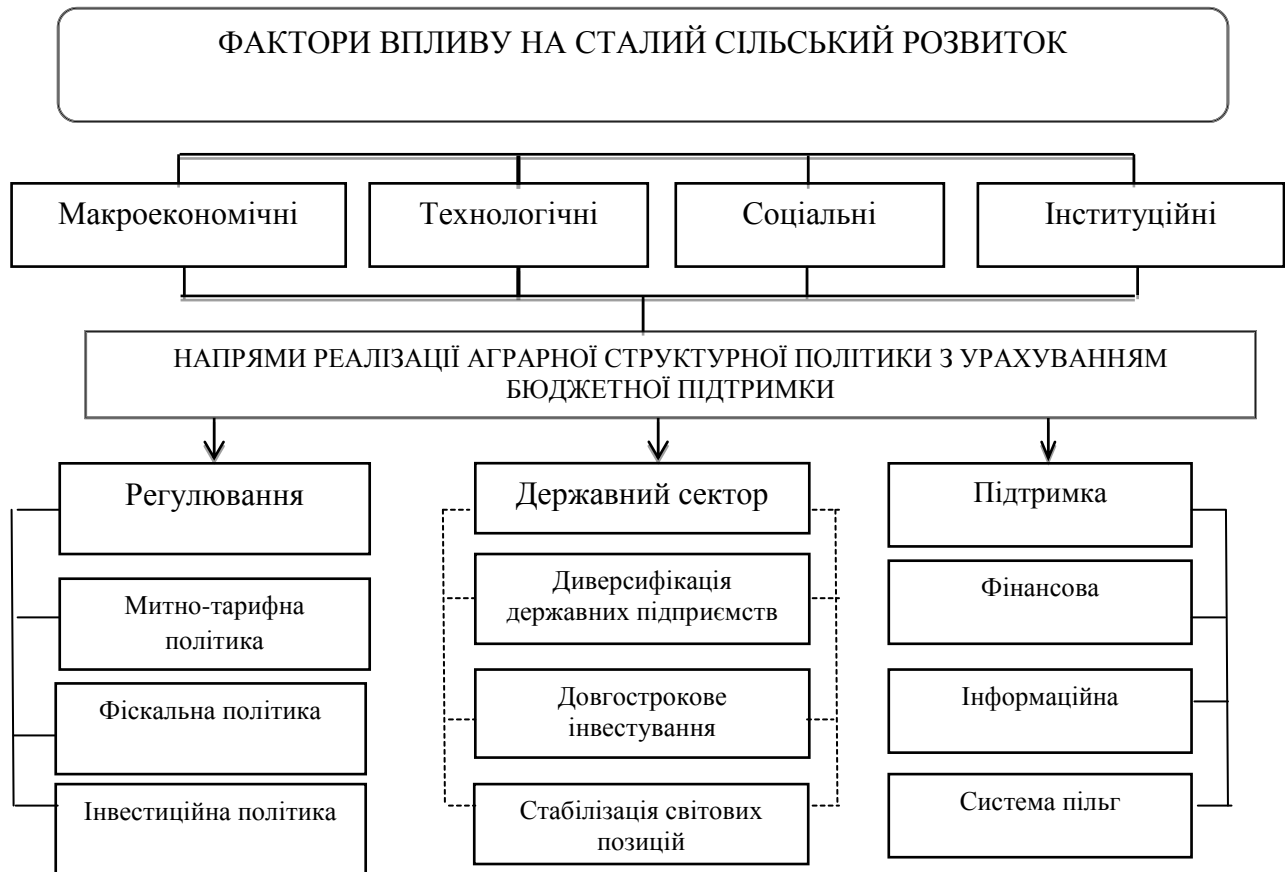 ФАКТОРИ ВПЛИВУ НА СТАЛИЙ СІЛЬСЬКИЙ РОЗВИТОК
Макроекономічні
Технологічні
Соціальні
Інституційні
НАПРЯМИ РЕАЛІЗАЦІЇ АГРАРНОЇ СТРУКТУРНОЇ ПОЛІТИКИ З УРАХУВАННЯМ
БЮДЖЕТНОЇ ПІДТРИМКИ
Регулювання
Митно-тарифна
політика
Фіскальна політика
Інвестиційна політика
Державний сектор
Диверсифікація
державних підприємств
Довгострокове
інвестування
Стабілізація світових
позицій
Підтримка
Фінансова
Інформаційна
Система пільг